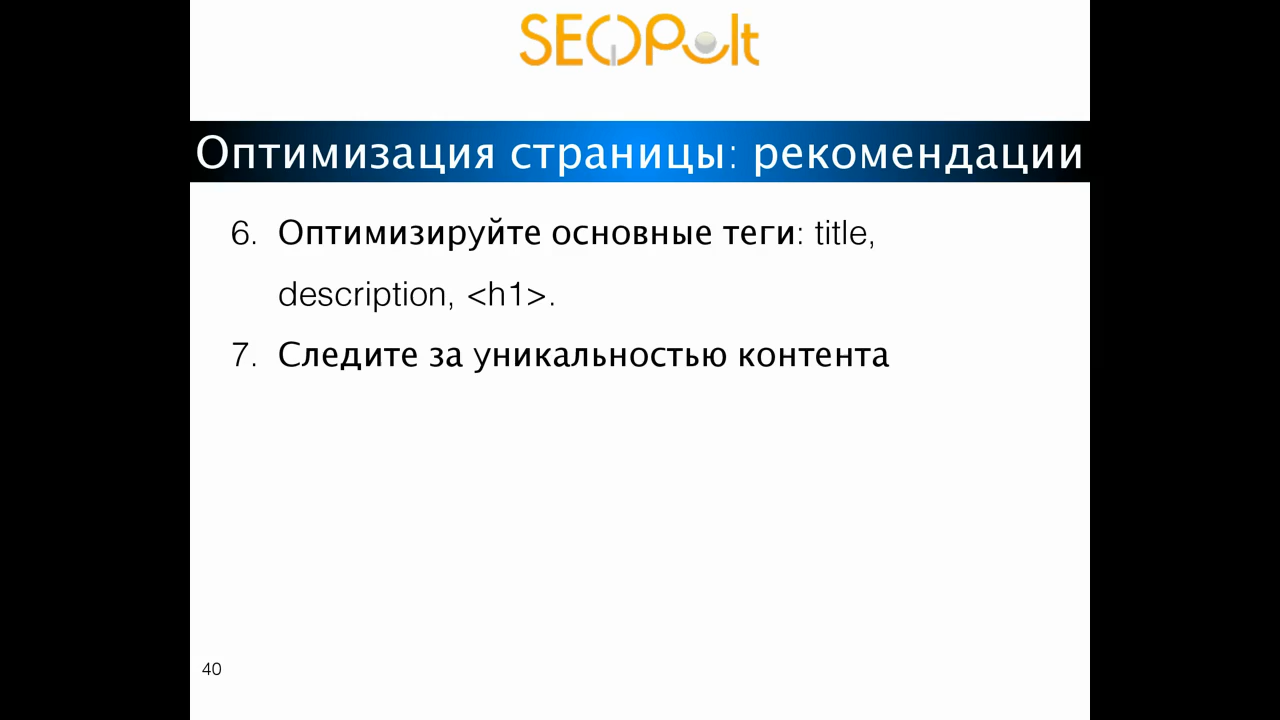 SEOPult
Оптимизация страницы: рекомендации
6. Оптимизируйте основные теги: title,
description, <h1>.
7. Следите за уникальностью контента
40